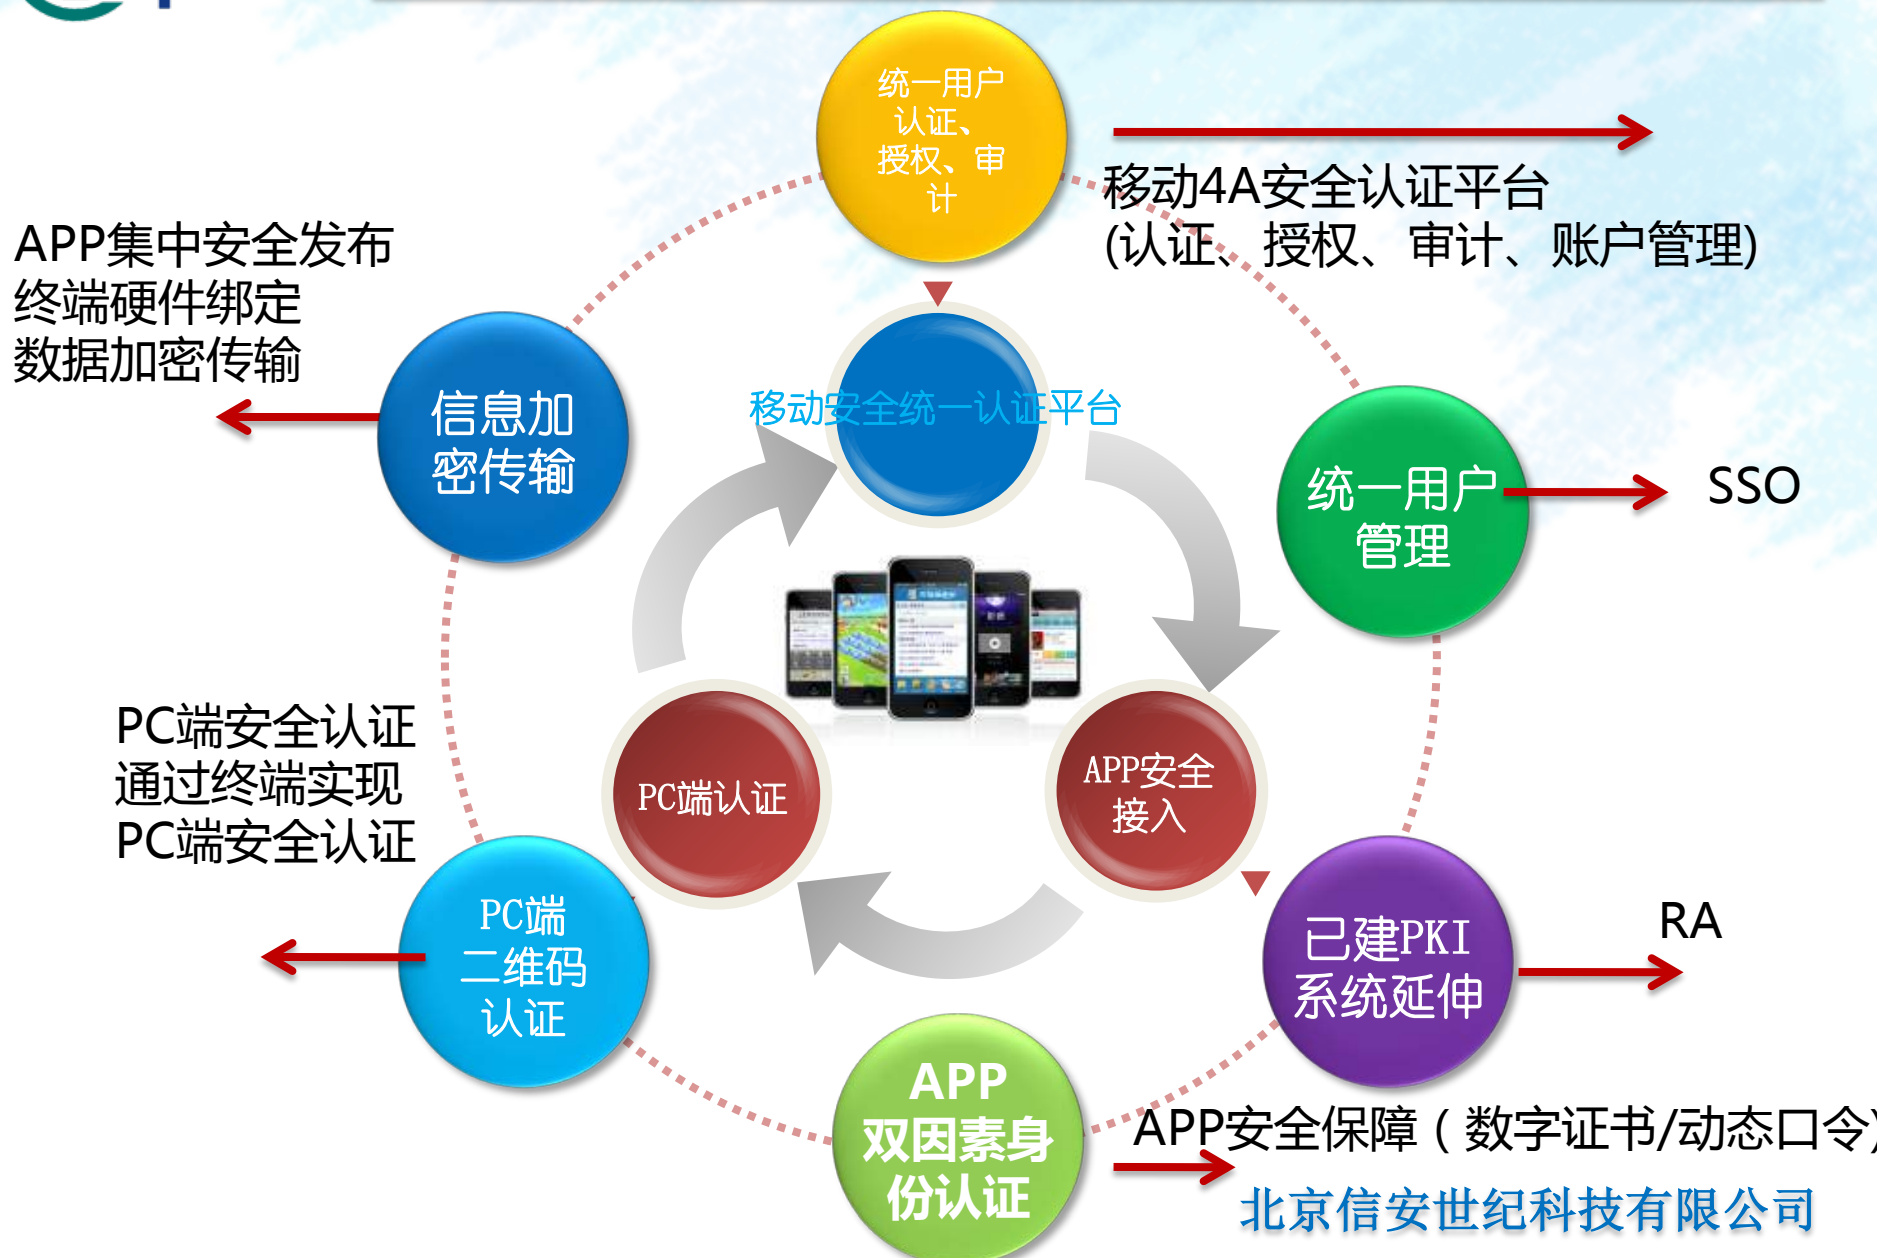 统一用户
认证、
授权、审
计
移动4A安全认证平台
(认证、授权、审计、账户管理)
APP集中安全发布
终端硬件绑定
数据加密传输
信息加
密传输
移动安全统一认证平台
统一用户
管理
SSO
PC端安全认证
通过终端实现
PC端安全认证
PC端认证
APP安全
接入
PC端
二维码
认证
已建PKI
系统延伸
RA
APP
双因素身
份认证
APP安全保障（数字证书/动态口令)
北京信安世纪科技有限公司